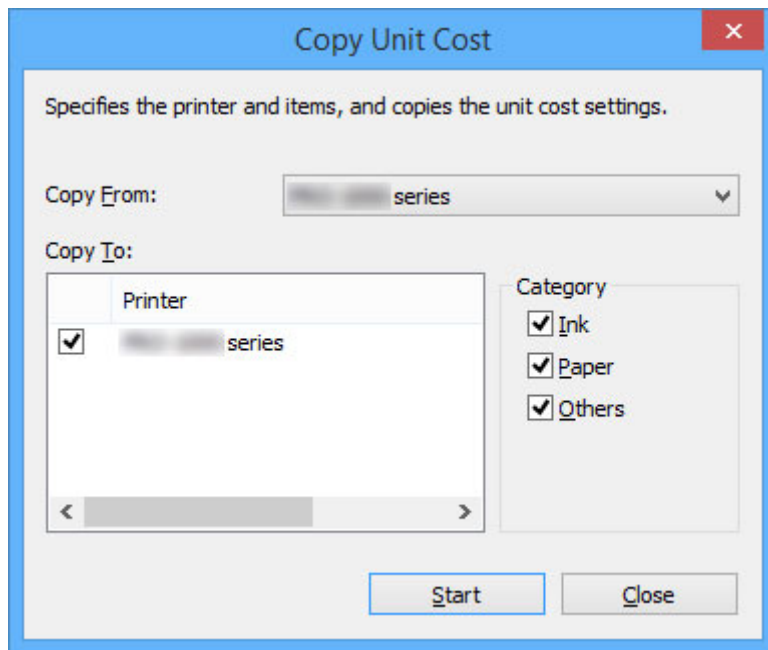 Copy Unit Cost
Specifies the printer and items, and copies the unit cost settings.
Copy From:
series
Copy To:
Printer
series
Category
Ink
Paper
Others
Start
Close